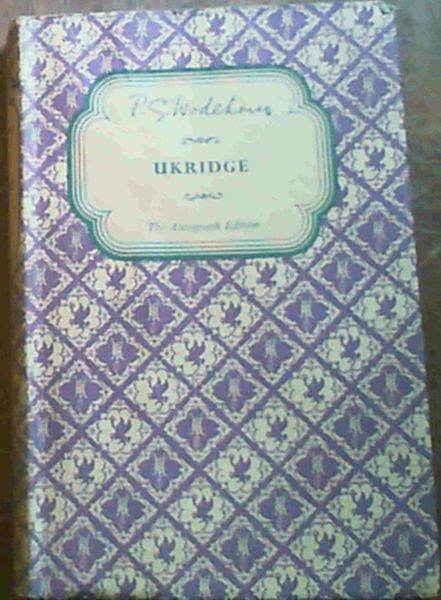 P. G. Wodehouse
UKRIDGE
The Autograph Edition